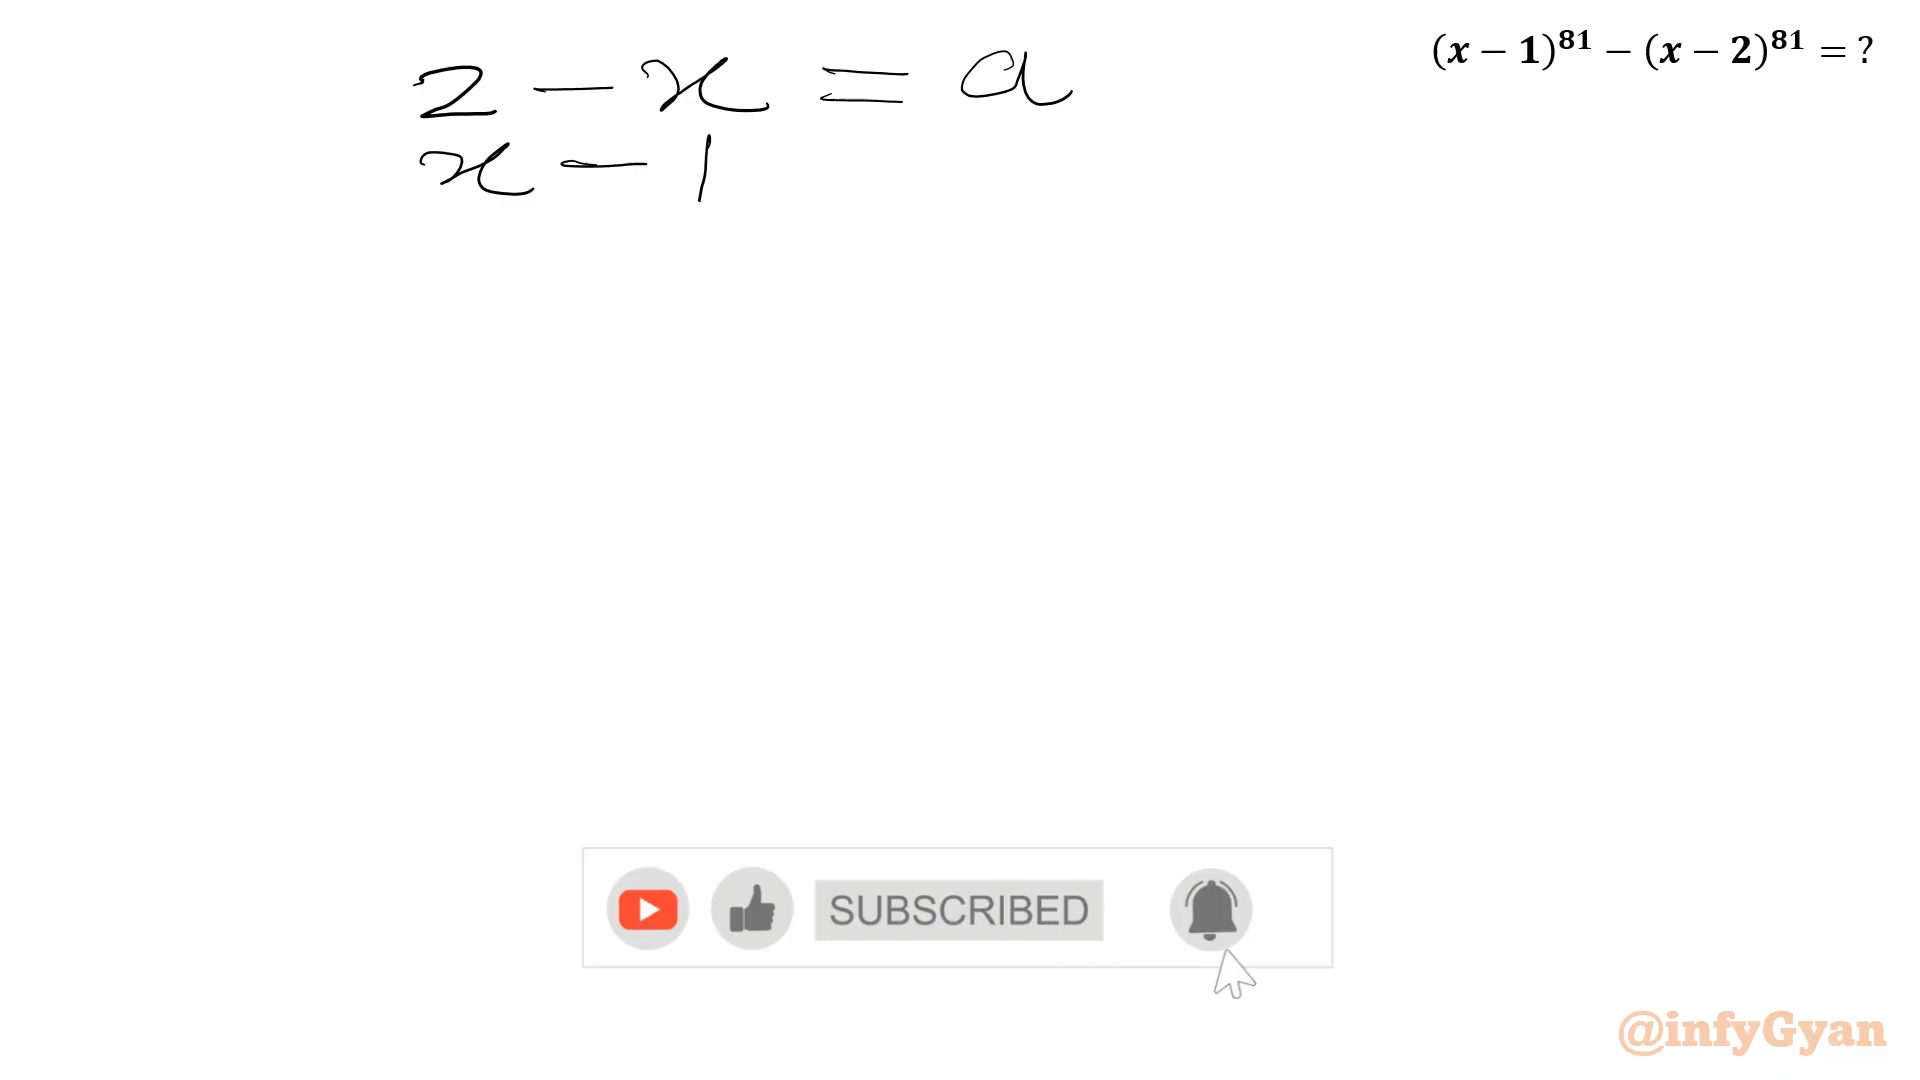 2 - x = a
(x − 1)⁸¹ − (x − 2)⁸¹ = ?
x - 1
SUBSCRIBED
@infyGyan